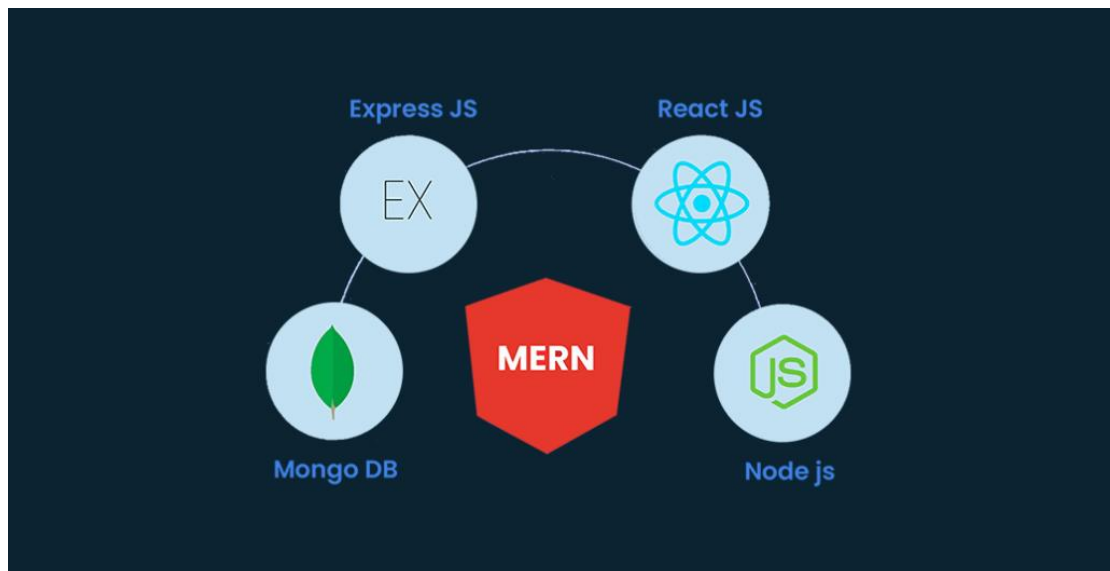 Express JS
React JS
EX
MERN
JS
Mongo DB
Node js